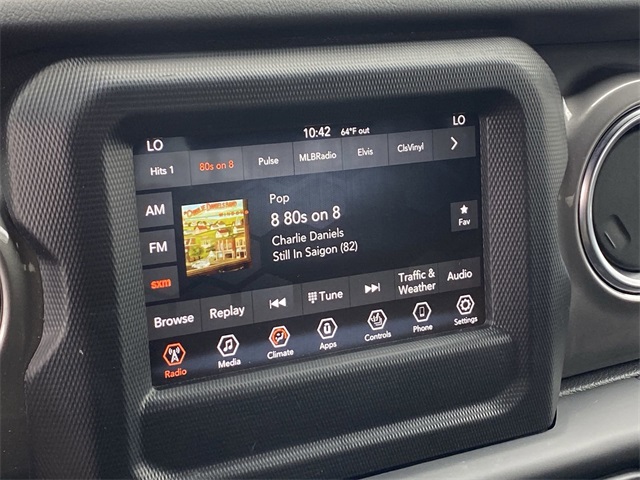 LO 10:42 64°F out LO
Hits 1 80s on 8 Pulse MLBRadio Elvis ClsVinyl
AM
FM
sxm
Pop
8 80s on 8
Charlie Daniels
Still In Saigon (82)
Fav
Browse Replay Tune Traffic & Weather Audio
Radio Media Climate Apps Controls Phone Settings